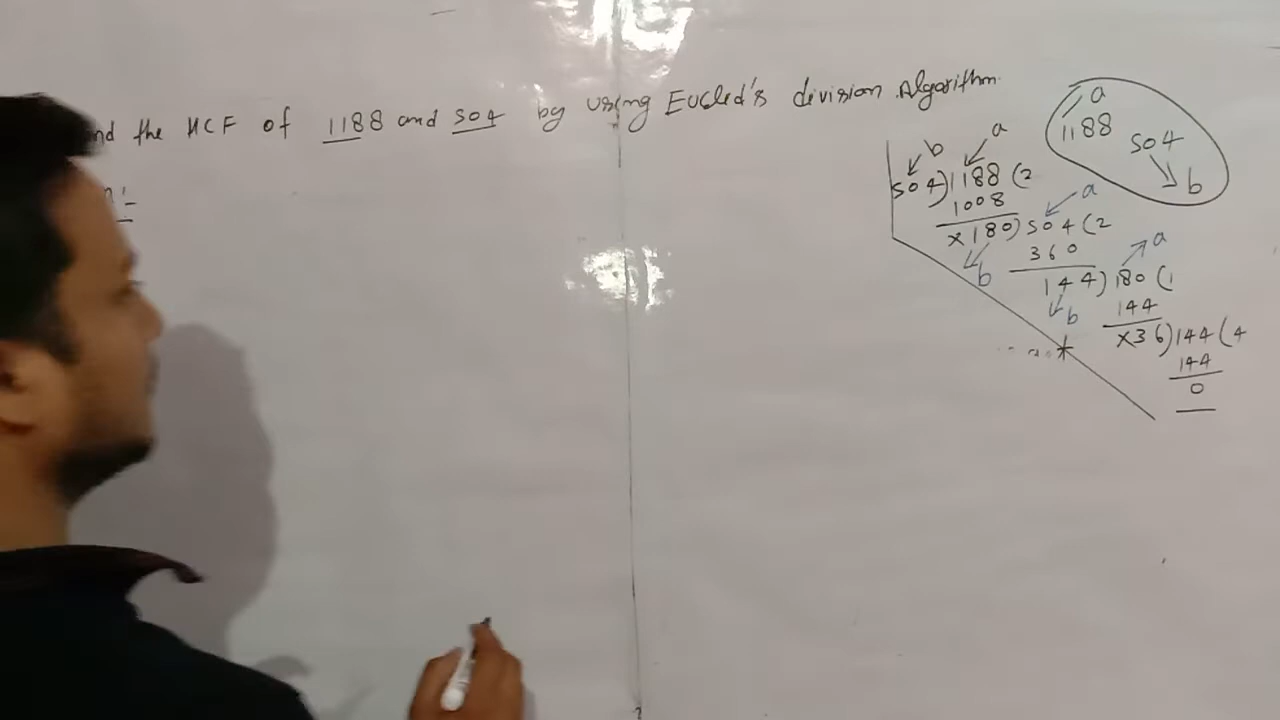 nd the HCF of 1188 and 504 by using Eucled's division Algorithm.
n:-
a
1188 504
b
b a
504)1188(2
1008
a
×180)504(2
b 360
a
144)180(1
b 144
×36)144(4
144
0